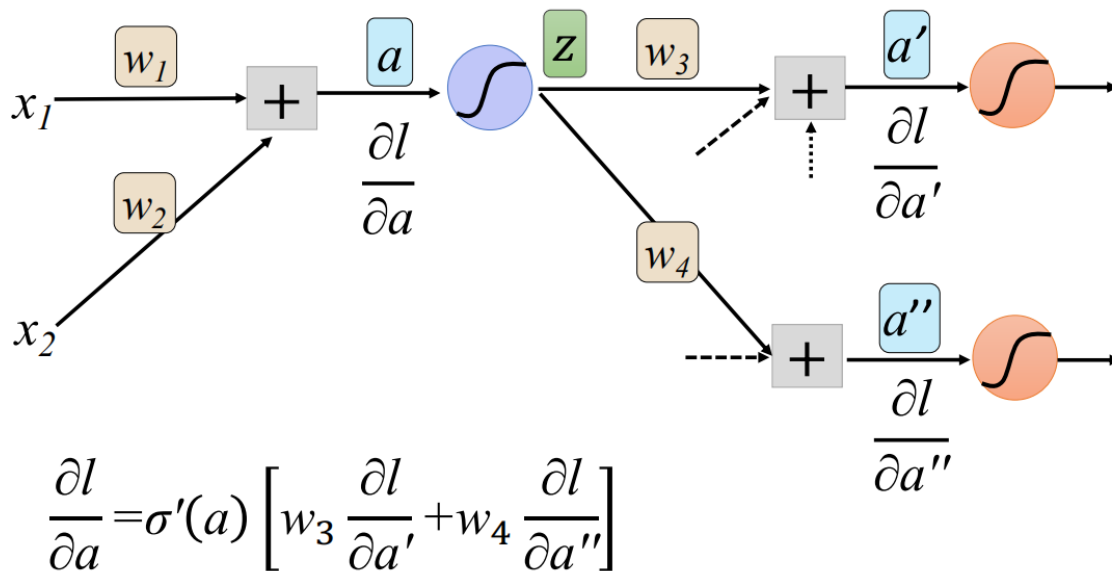 w₁ a z w₃ a′
x₁ + +
∂l/∂a ∂l/∂a′
w₂
w₄
a′′
x₂ +
∂l/∂a′′
∂l/∂a =σ′(a) [w₃ ∂l/∂a′ +w₄ ∂l/∂a′′]